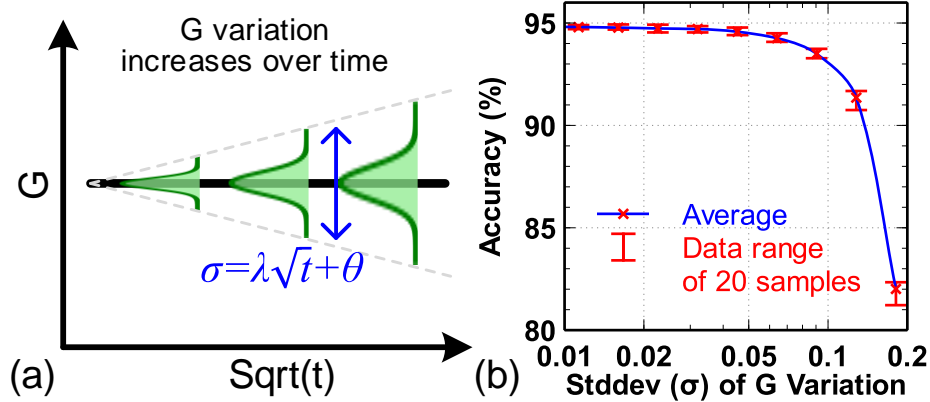 G variation
increases over time
G
σ=λ√t+θ
Sqrt(t)
(a)
95
90
85
80
Accuracy (%)
Average
Data range
of 20 samples
0.01
0.02
0.05
0.1
0.2
Stddev (σ) of G Variation
(b)